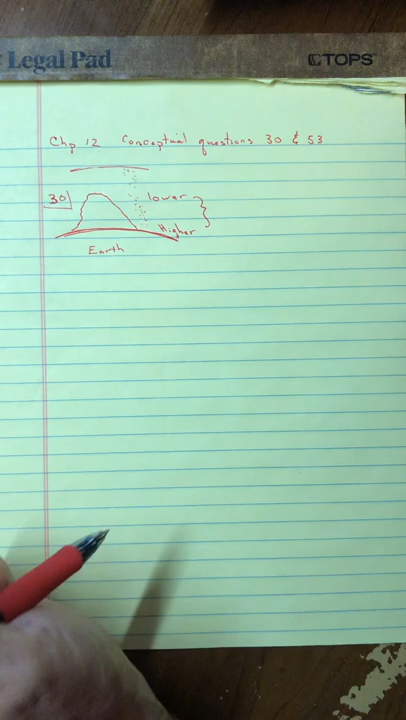 Legal Pad
TOPS
Chp 12 Conceptual questions 30 & 53
30)
lower
Higher
Earth